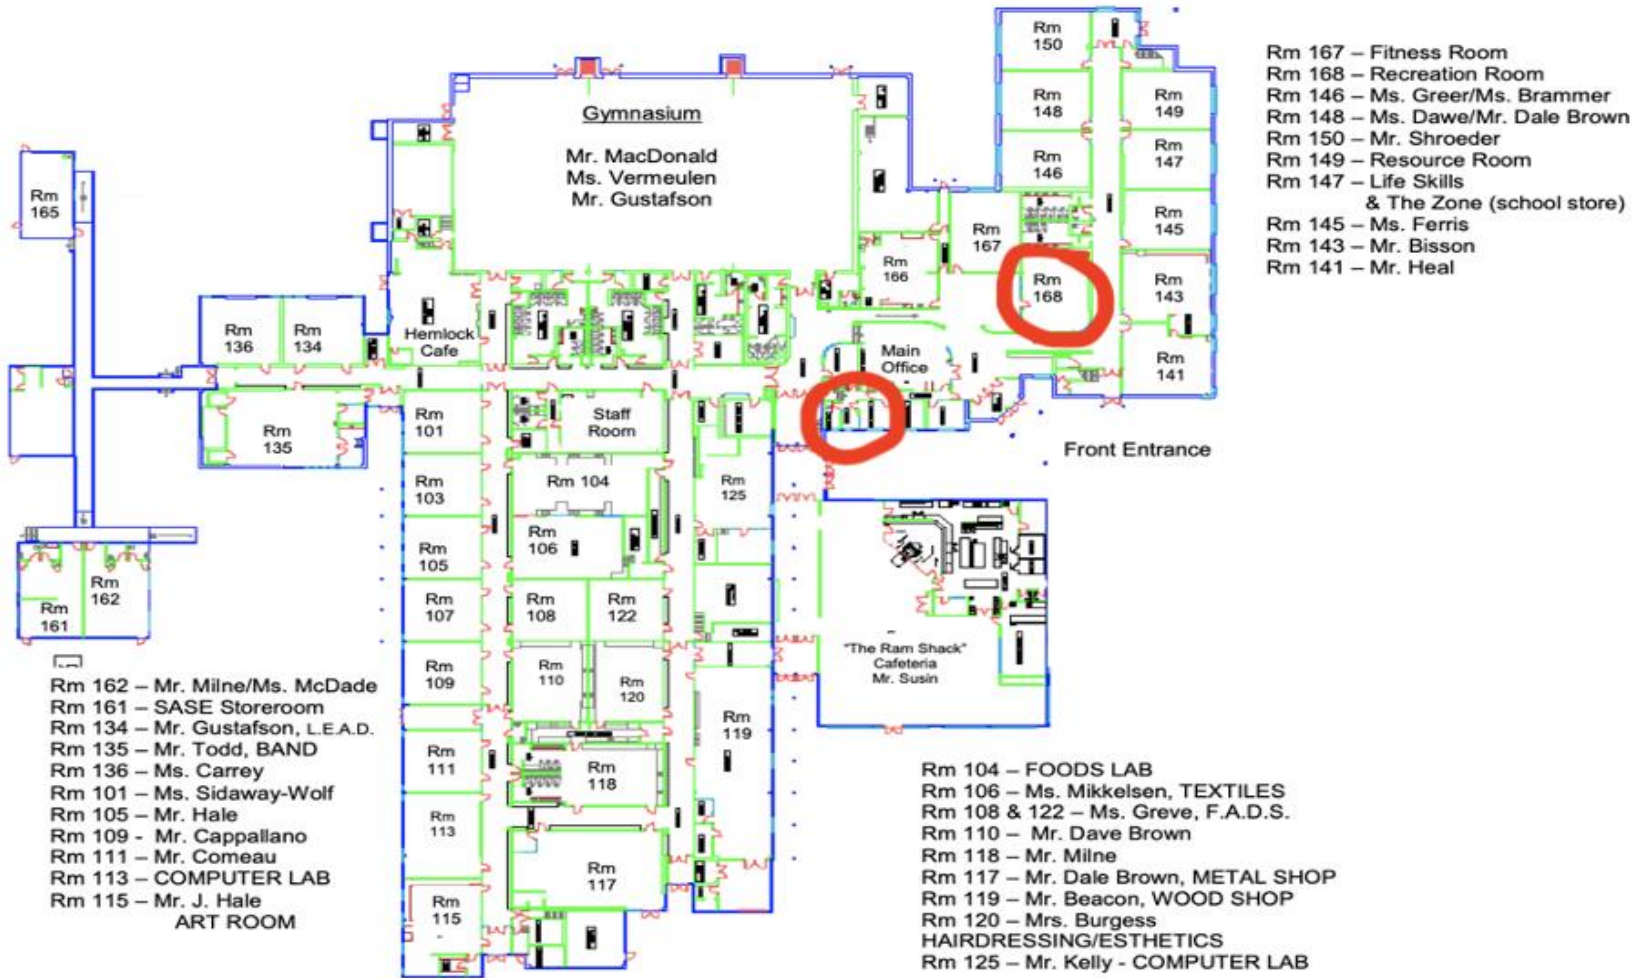 Rm 150
Rm 148
Rm 149
Rm 146
Rm 147
Rm 145
Rm 167
Rm 166
Rm 168
Rm 143
Rm 141
Rm 167 – Fitness Room
Rm 168 – Recreation Room
Rm 146 – Ms. Greer/Ms. Brammer
Rm 148 – Ms. Dawe/Mr. Dale Brown
Rm 150 – Mr. Shroeder
Rm 149 – Resource Room
Rm 147 – Life Skills
& The Zone (school store)
Rm 145 – Ms. Ferris
Rm 143 – Mr. Bisson
Rm 141 – Mr. Heal
Gymnasium
Mr. MacDonald
Ms. Vermeulen
Mr. Gustafson
Rm 165
Rm 136
Rm 134
Hemlock
Cafe
Main
Office
Front Entrance
Rm 135
Rm 101
Staff
Room
Rm 103
Rm 104
Rm 125
Rm 105
Rm 106
Rm 107
Rm 108
Rm 122
Rm 161
Rm 162
Rm 109
Rm 110
Rm 120
"The Ram Shack"
Cafeteria
Mr. Susin
Rm 119
Rm 111
Rm 118
Rm 113
Rm 117
Rm 115
Rm 162 – Mr. Milne/Ms. McDade
Rm 161 – SASE Storeroom
Rm 134 – Mr. Gustafson, L.E.A.D.
Rm 135 – Mr. Todd, BAND
Rm 136 – Ms. Carrey
Rm 101 – Ms. Sidaway-Wolf
Rm 105 – Mr. Hale
Rm 109 - Mr. Cappallano
Rm 111 – Mr. Comeau
Rm 113 – COMPUTER LAB
Rm 115 – Mr. J. Hale
ART ROOM
Rm 104 – FOODS LAB
Rm 106 – Ms. Mikkelsen, TEXTILES
Rm 108 & 122 – Ms. Greve, F.A.D.S.
Rm 110 – Mr. Dave Brown
Rm 118 – Mr. Milne
Rm 117 – Mr. Dale Brown, METAL SHOP
Rm 119 – Mr. Beacon, WOOD SHOP
Rm 120 – Mrs. Burgess
HAIRDRESSING/ESTHETICS
Rm 125 – Mr. Kelly - COMPUTER LAB